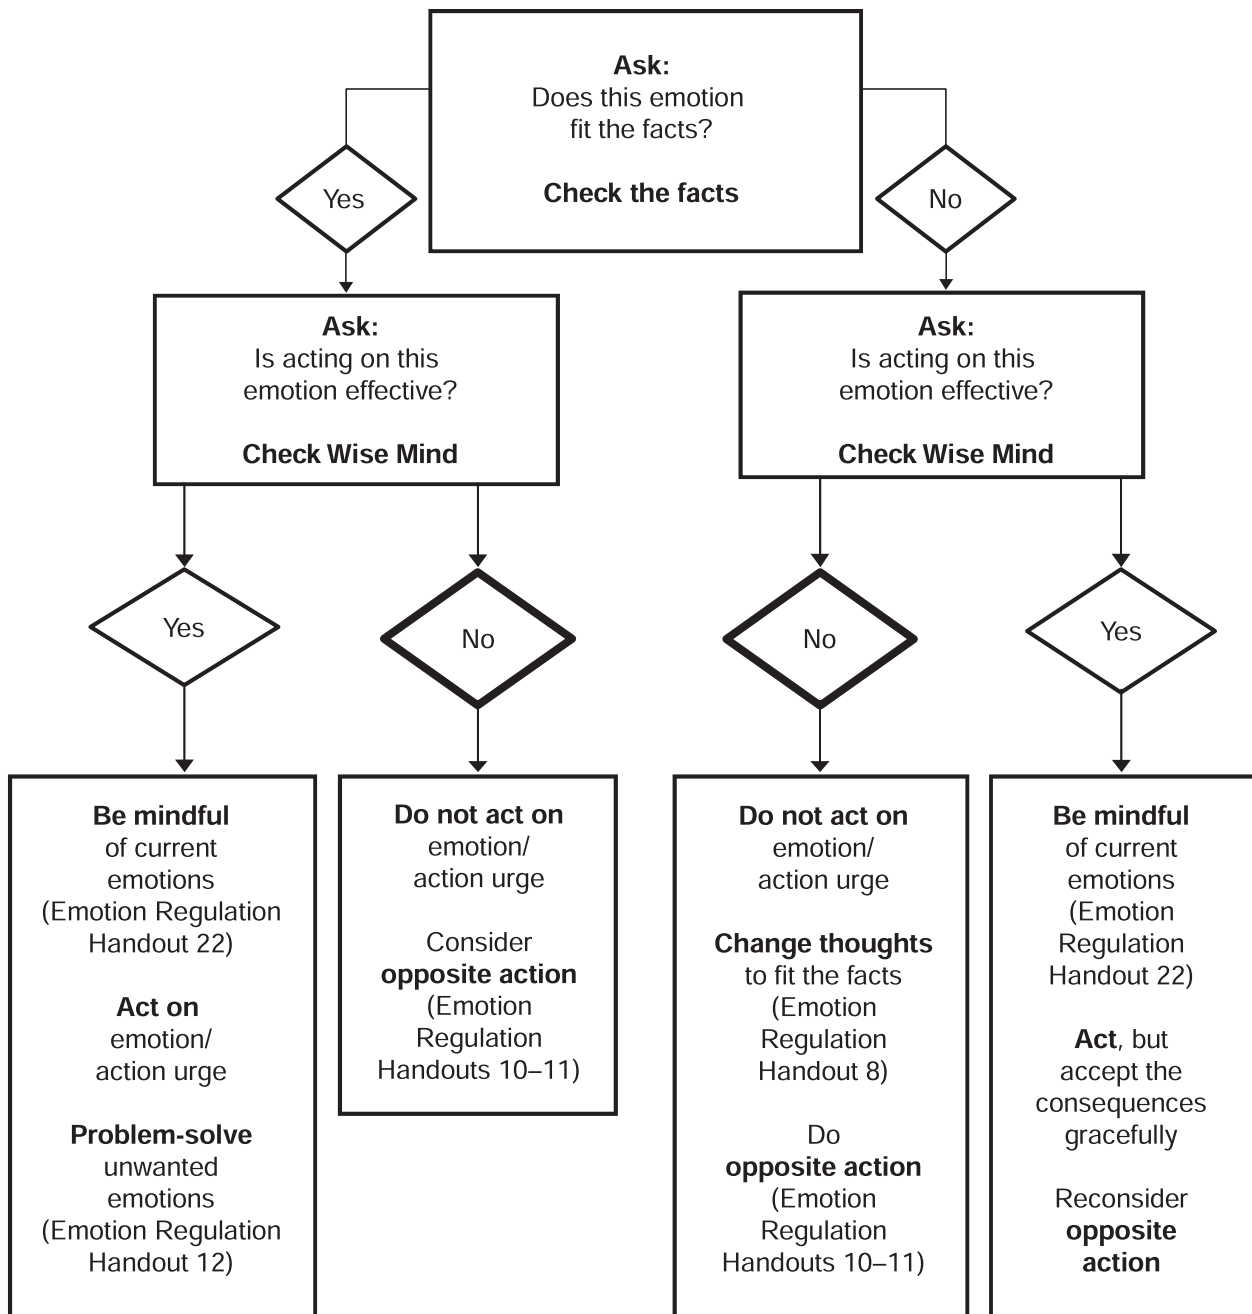 Ask:
Does this emotion
fit the facts?
Check the facts
Yes
No
Ask:
Is acting on this
emotion effective?
Check Wise Mind
Ask:
Is acting on this
emotion effective?
Check Wise Mind
Yes
No
No
Yes
Be mindful
of current
emotions
(Emotion Regulation
Handout 22)
Act on
emotion/
action urge
Problem-solve
unwanted
emotions
(Emotion Regulation
Handout 12)
Do not act on
emotion/
action urge
Consider
opposite action
(Emotion
Regulation
Handouts 10–11)
Do not act on
emotion/
action urge
Change thoughts
to fit the facts
(Emotion
Regulation
Handout 8)
Do
opposite action
(Emotion
Regulation
Handouts 10–11)
Be mindful
of current
emotions
(Emotion
Regulation
Handout 22)
Act, but
accept the
consequences
gracefully
Reconsider
opposite
action